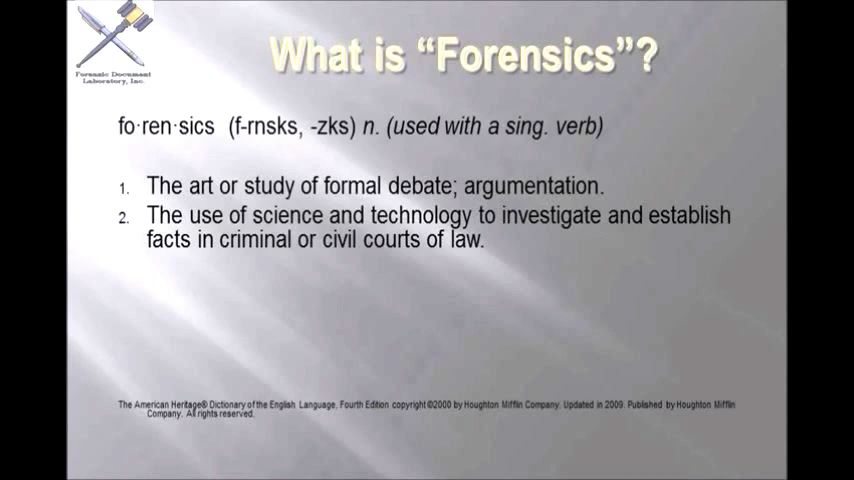 Forensic Document
Laboratory, Inc.
What is “Forensics”?
fo·ren·sics (f-rnsks, -zks) n. (used with a sing. verb)
1. The art or study of formal debate; argumentation.
2. The use of science and technology to investigate and establish
facts in criminal or civil courts of law.
The American Heritage® Dictionary of the English Language, Fourth Edition copyright ©2000 by Houghton Mifflin Company. Updated in 2009. Published by Houghton Mifflin
Company. All rights reserved.